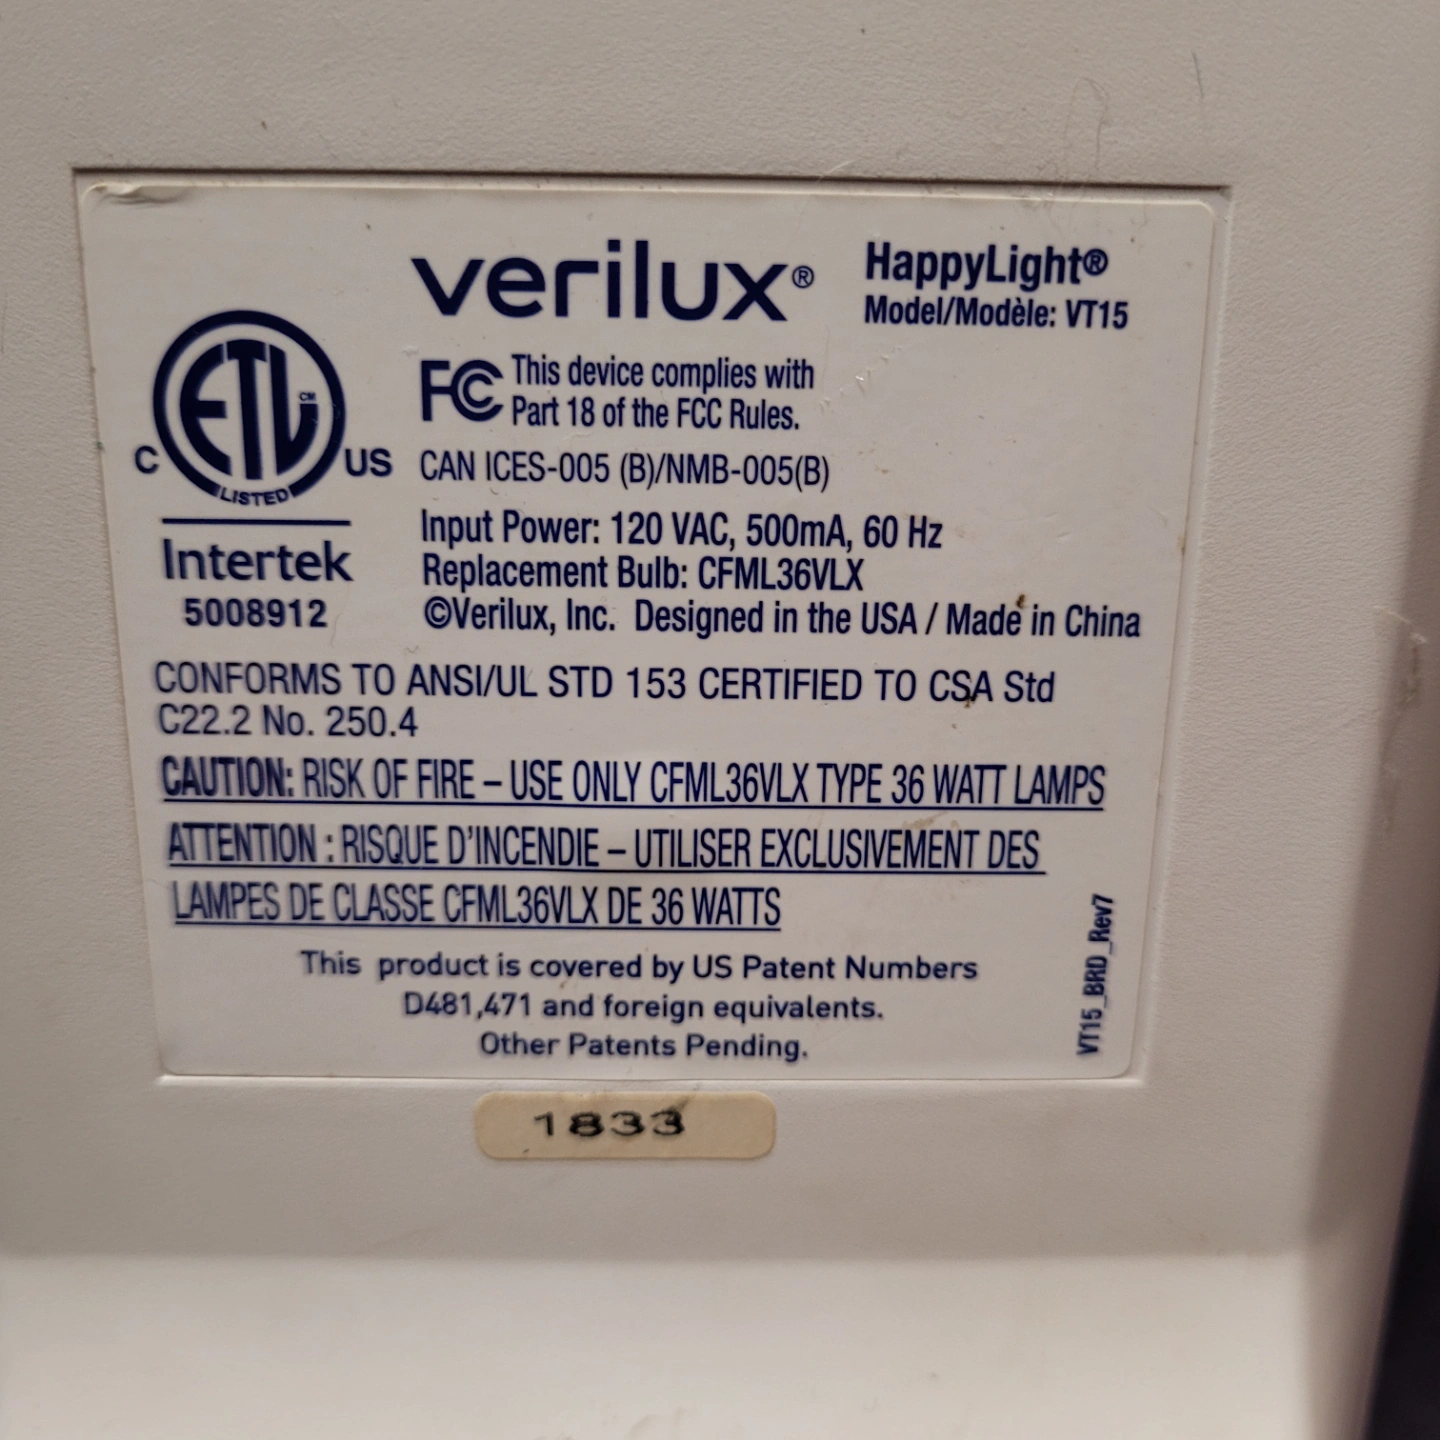 verilux®
HappyLight®
Model/Modèle: VT15
ETL CM
C US
LISTED
Intertek
5008912
FC This device complies with
Part 18 of the FCC Rules.
CAN ICES-005 (B)/NMB-005(B)
Input Power: 120 VAC, 500mA, 60 Hz
Replacement Bulb: CFML36VLX
©Verilux, Inc. Designed in the USA / Made in China
CONFORMS TO ANSI/UL STD 153 CERTIFIED TO CSA Std
C22.2 No. 250.4
CAUTION: RISK OF FIRE – USE ONLY CFML36VLX TYPE 36 WATT LAMPS
ATTENTION : RISQUE D'INCENDIE – UTILISER EXCLUSIVEMENT DES
LAMPES DE CLASSE CFML36VLX DE 36 WATTS
This product is covered by US Patent Numbers
D481,471 and foreign equivalents.
Other Patents Pending.
VT15_BRD_Rev7
1833